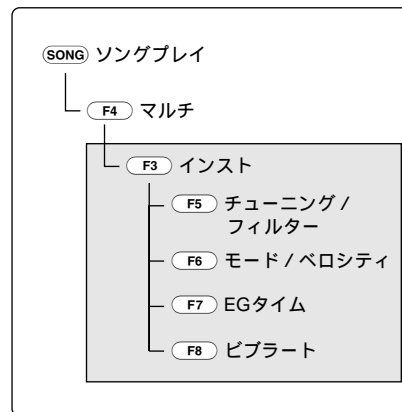 SONG ソングプレイ
F4 マルチ
F3 インスト
F5 チューニング /
フィルター
F6 モード / ベロシティ
F7 EGタイム
F8 ビブラート